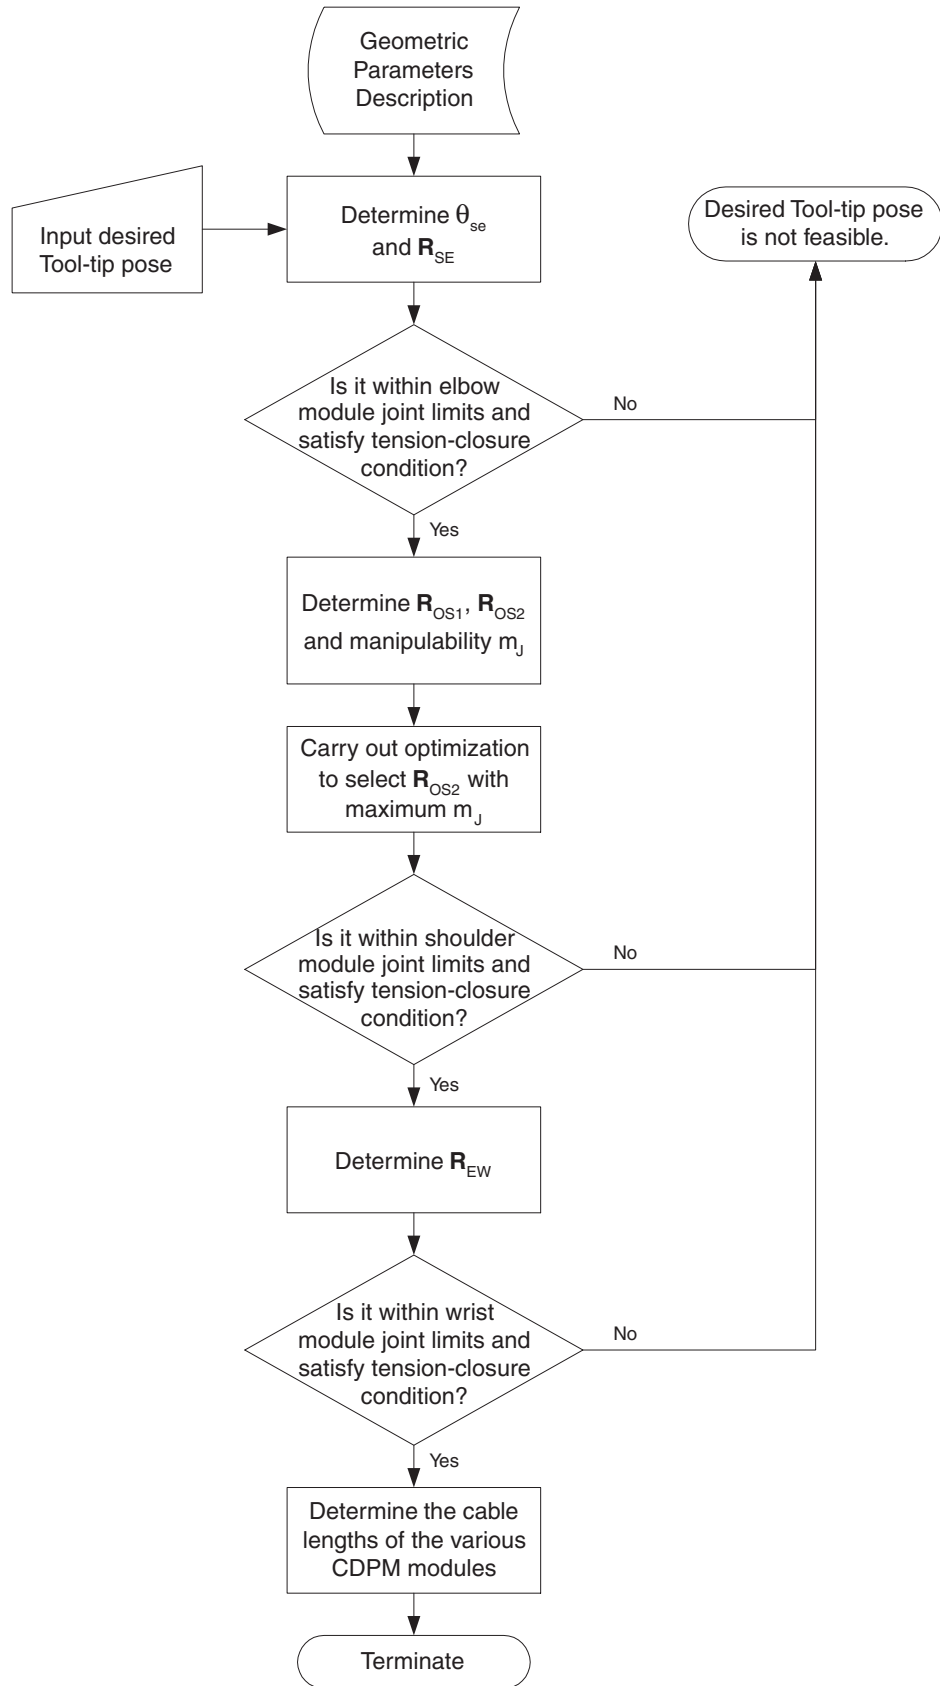 Geometric
Parameters
Description
Input desired
Tool-tip pose
Determine θse
and RSE
Desired Tool-tip pose
is not feasible.
Is it within elbow
module joint limits and
satisfy tension-closure
condition?
No
Yes
Determine ROS1, ROS2
and manipulability mJ
Carry out optimization
to select ROS2 with
maximum mJ
Is it within shoulder
module joint limits and
satisfy tension-closure
condition?
No
Yes
Determine REW
Is it within wrist
module joint limits and
satisfy tension-closure
condition?
No
Yes
Determine the cable
lengths of the various
CDPM modules
Terminate